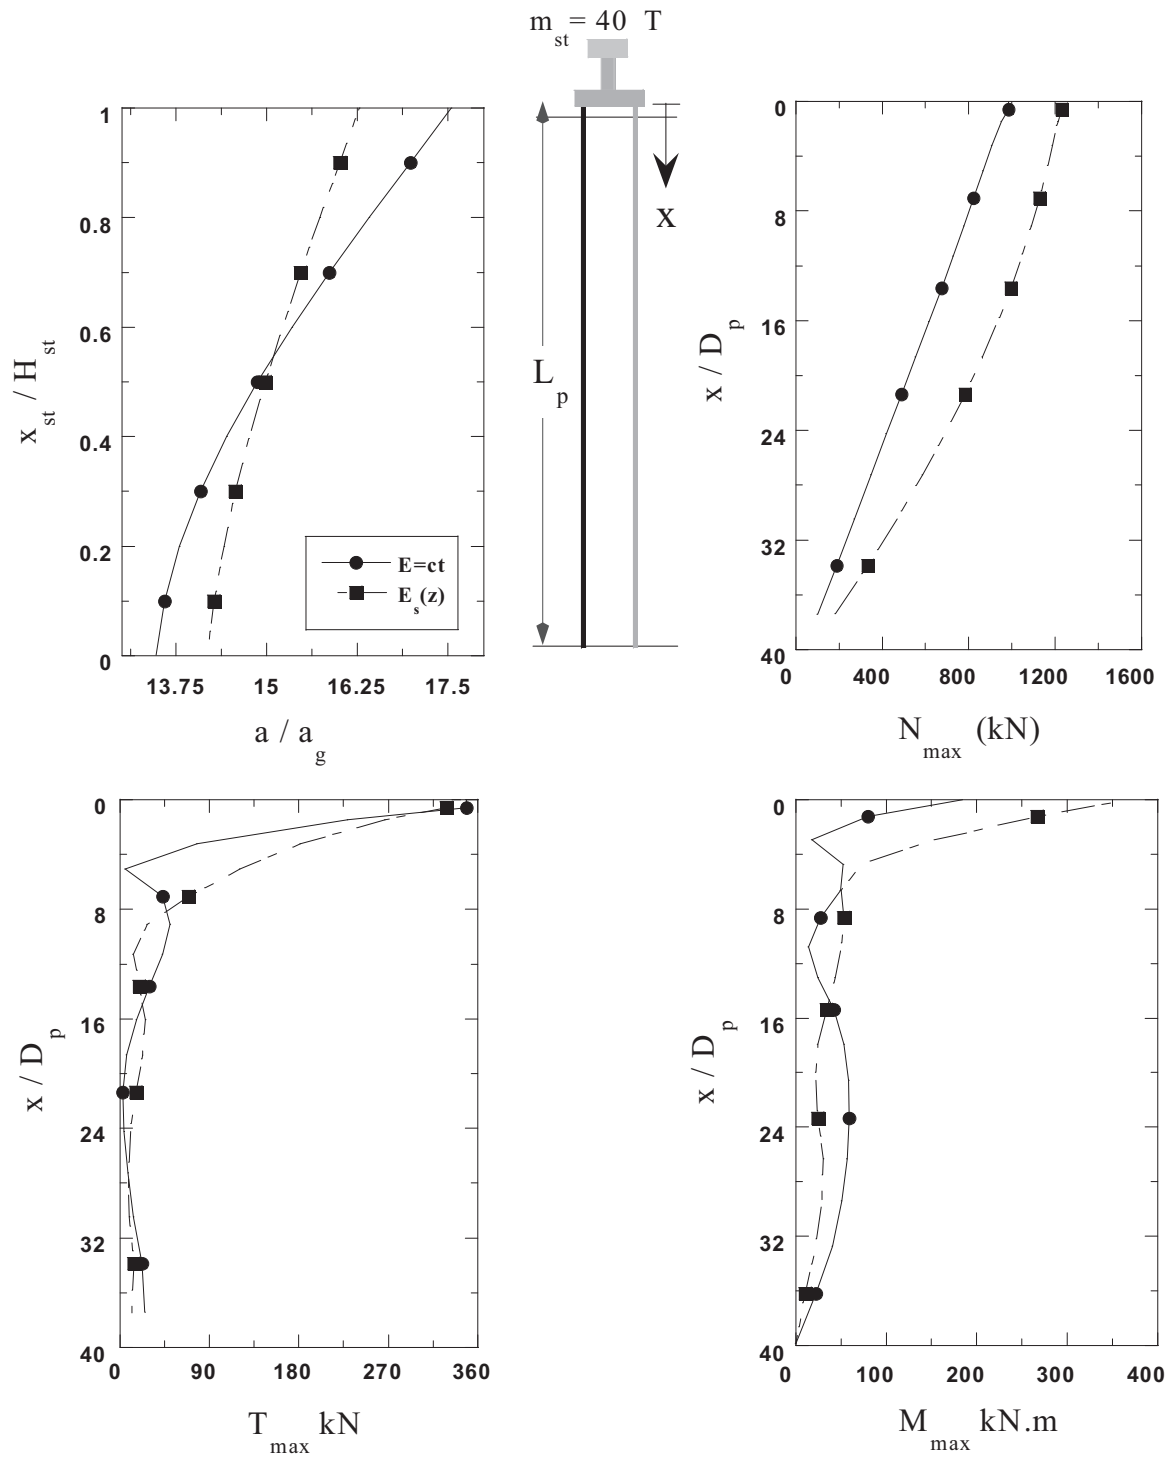 m_st = 40 T
1
0.8
0.6
0.4
0.2
0
x_st / H_st
E=ct
E_s(z)
13.75 15 16.25 17.5
a / a_g
x
L_p
0
8
16
24
32
40
x / D_p
0 400 800 1200 1600
N_max (kN)
0
8
16
24
32
40
x / D_p
0 90 180 270 360
T_max kN
0
8
16
24
32
40
x / D_p
0 100 200 300 400
M_max kN.m